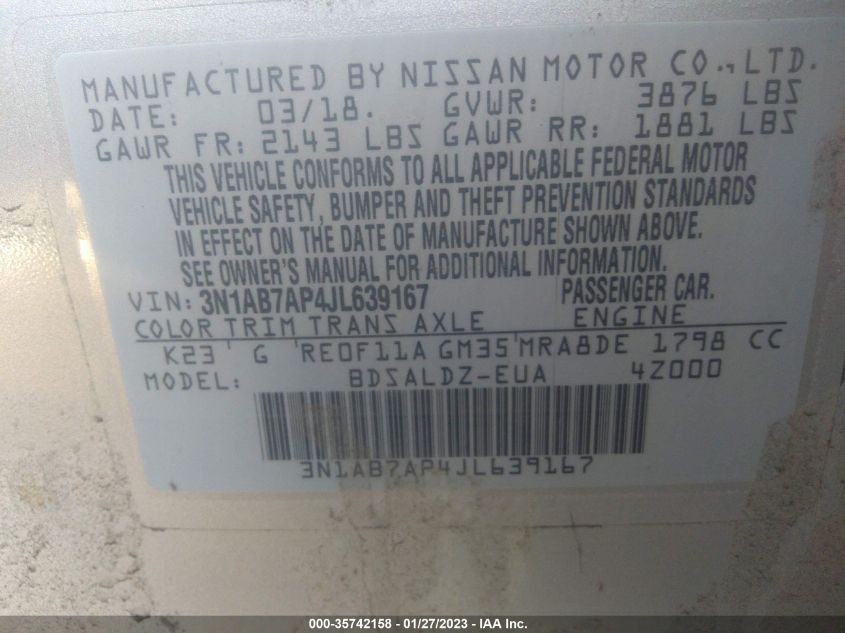 MANUFACTURED BY NISSAN MOTOR CO., LTD.
DATE: 03/18. GVWR: 3876 LBS
GAWR FR: 2143 LBS GAWR RR: 1881 LBS
THIS VEHICLE CONFORMS TO ALL APPLICABLE FEDERAL MOTOR
VEHICLE SAFETY, BUMPER AND THEFT PREVENTION STANDARDS
IN EFFECT ON THE DATE OF MANUFACTURE SHOWN ABOVE.
SEE OWNER'S MANUAL FOR ADDITIONAL INFORMATION.
VIN: 3N1AB7AP4JL639167 PASSENGER CAR.
COLOR TRIM TRANS AXLE ENGINE
K23 ' G 'RE0F11A GM35'MRA8DE 1798 CC
MODEL: BDSALDZ-EUA 4Z000
3N1AB7AP4JL639167
000-35742158 - 01/27/2023 - IAA Inc.